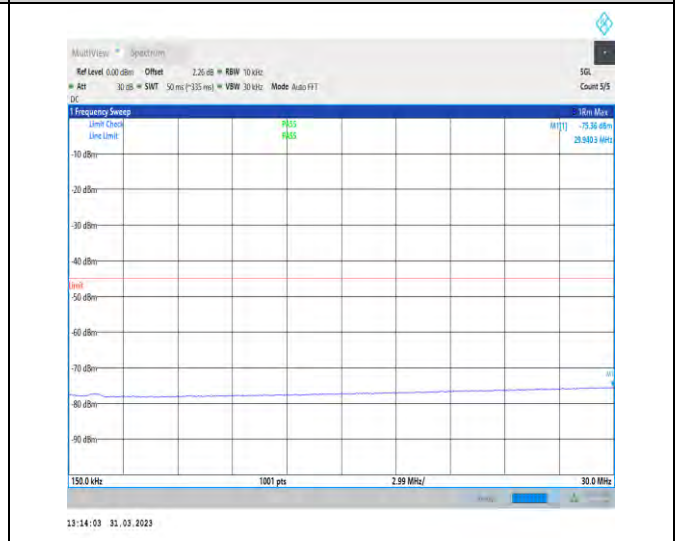 MultiView Spectrum
Ref Level 0.00 dBm Offset 2.26 dB RBW 10 kHz SGL
Att 30 dB SWT 50 ms (~335 ms) VBW 30 kHz Mode Auto FFT Count 5/5
DC
1 Frequency Sweep 1Rm Max
Limit Check PASS M1[1] -75.36 dBm
Line Limit PASS 29.9403 MHz
-10 dBm
-20 dBm
-30 dBm
-40 dBm
Limit
-50 dBm
-60 dBm
-70 dBm
M1
-80 dBm
-90 dBm
150.0 kHz 1001 pts 2.99 MHz/ 30.0 MHz
13:14:03 31.03.2023